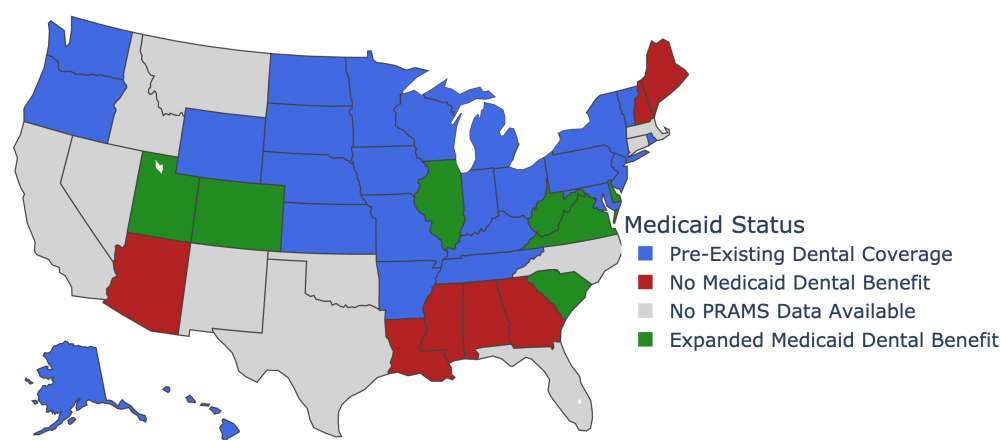 Medicaid Status
Pre-Existing Dental Coverage
No Medicaid Dental Benefit
No PRAMS Data Available
Expanded Medicaid Dental Benefit